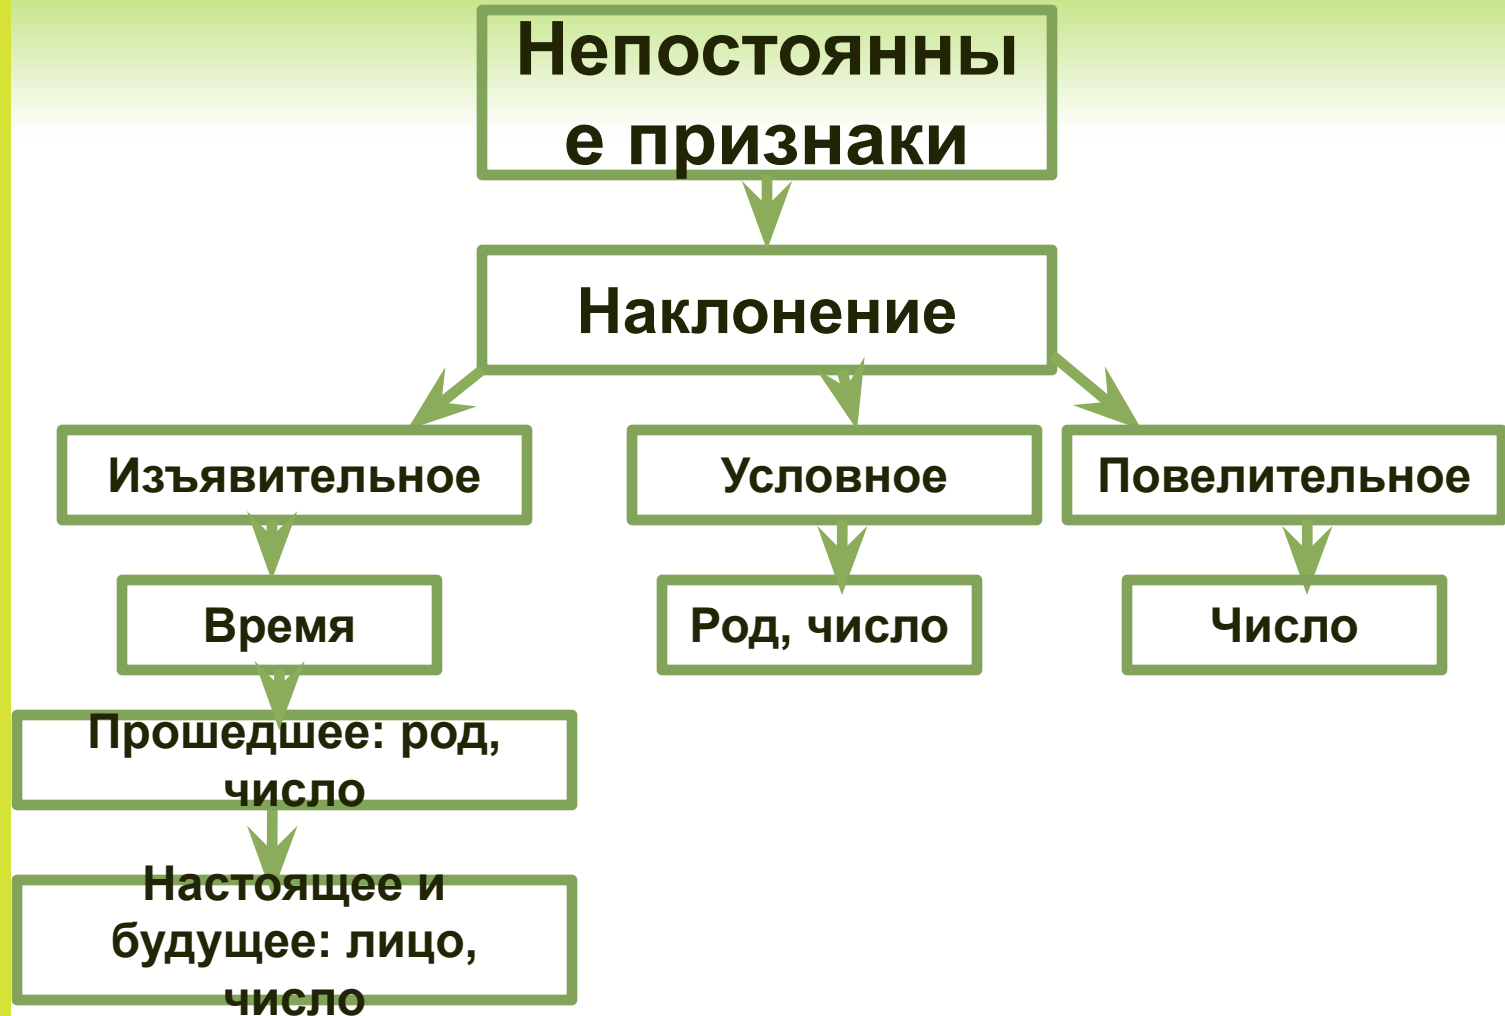 Непостоянны
е признаки
Наклонение
Изъявительное
Условное
Повелительное
Время
Род, число
Число
Прошедшее: род,
число
Настоящее и
будущее: лицо,
число